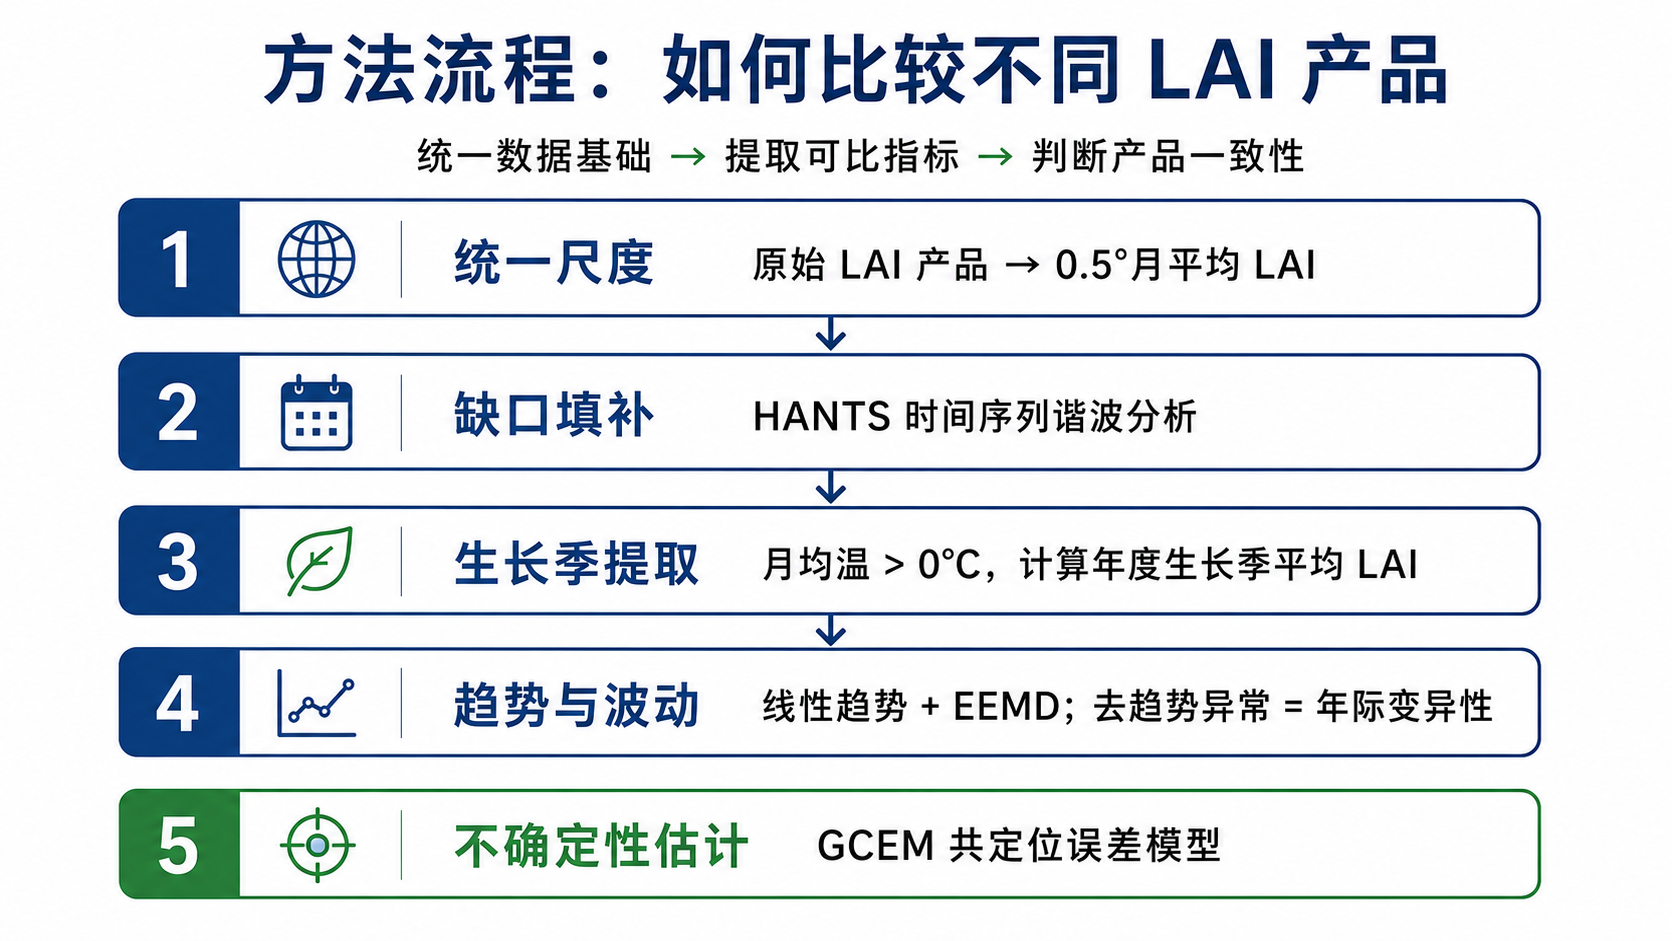 方法流程：如何比较不同 LAI 产品
统一数据基础 → 提取可比指标 → 判断产品一致性
1 统一尺度 原始 LAI 产品 → 0.5°月平均 LAI
2 缺口填补 HANTS 时间序列谐波分析
3 生长季提取 月均温 > 0°C，计算年度生长季平均 LAI
4 趋势与波动 线性趋势 + EEMD；去趋势异常 = 年际变异性
5 不确定性估计 GCEM 共定位误差模型